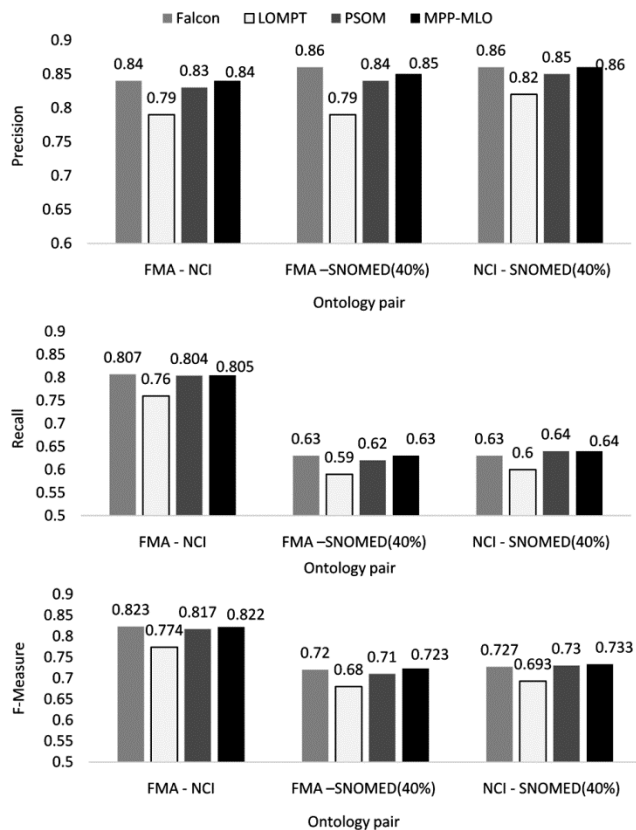 Falcon LOMPT PSOM MPP-MLO
0.9
0.85
0.8
0.75
0.7
0.65
0.6
Precision
0.84 0.79 0.83 0.84
0.86 0.79 0.84 0.85
0.86 0.82 0.85 0.86
FMA - NCI FMA –SNOMED(40%) NCI - SNOMED(40%)
Ontology pair
0.9
0.85
0.8
0.75
0.7
0.65
0.6
0.55
0.5
Recall
0.807 0.76 0.804 0.805
0.63 0.59 0.62 0.63
0.63 0.6 0.64 0.64
FMA - NCI FMA –SNOMED(40%) NCI - SNOMED(40%)
Ontology pair
0.9
0.85
0.8
0.75
0.7
0.65
0.6
0.55
0.5
F-Measure
0.823 0.774 0.817 0.822
0.72 0.68 0.71 0.723
0.727 0.693 0.73 0.733
FMA - NCI FMA –SNOMED(40%) NCI - SNOMED(40%)
Ontology pair